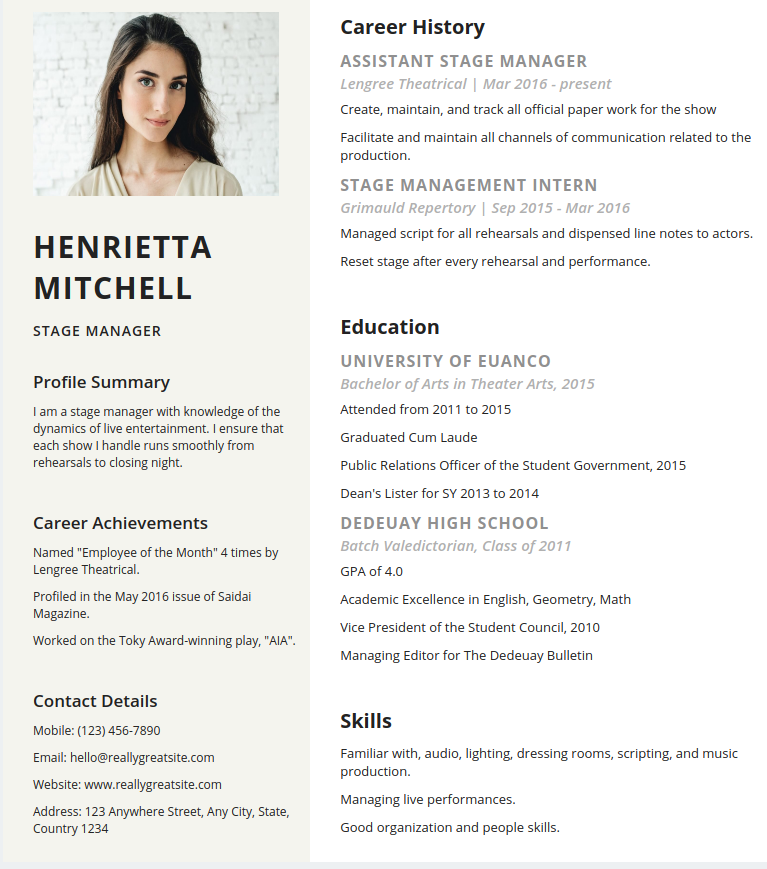 HENRIETTA
MITCHELL
STAGE MANAGER
Profile Summary
I am a stage manager with knowledge of the
dynamics of live entertainment. I ensure that
each show I handle runs smoothly from
rehearsals to closing night.
Career Achievements
Named "Employee of the Month" 4 times by
Lengree Theatrical.
Profiled in the May 2016 issue of Saidai
Magazine.
Worked on the Toky Award-winning play, "AIA".
Contact Details
Mobile: (123) 456-7890
Email: hello@reallygreatsite.com
Website: www.reallygreatsite.com
Address: 123 Anywhere Street, Any City, State,
Country 1234
Career History
ASSISTANT STAGE MANAGER
Lengree Theatrical | Mar 2016 - present
Create, maintain, and track all official paper work for the show
Facilitate and maintain all channels of communication related to the
production.
STAGE MANAGEMENT INTERN
Grimauld Repertory | Sep 2015 - Mar 2016
Managed script for all rehearsals and dispensed line notes to actors.
Reset stage after every rehearsal and performance.
Education
UNIVERSITY OF EUANCO
Bachelor of Arts in Theater Arts, 2015
Attended from 2011 to 2015
Graduated Cum Laude
Public Relations Officer of the Student Government, 2015
Dean's Lister for SY 2013 to 2014
DEDEUAY HIGH SCHOOL
Batch Valedictorian, Class of 2011
GPA of 4.0
Academic Excellence in English, Geometry, Math
Vice President of the Student Council, 2010
Managing Editor for The Dedeuay Bulletin
Skills
Familiar with, audio, lighting, dressing rooms, scripting, and music
production.
Managing live performances.
Good organization and people skills.